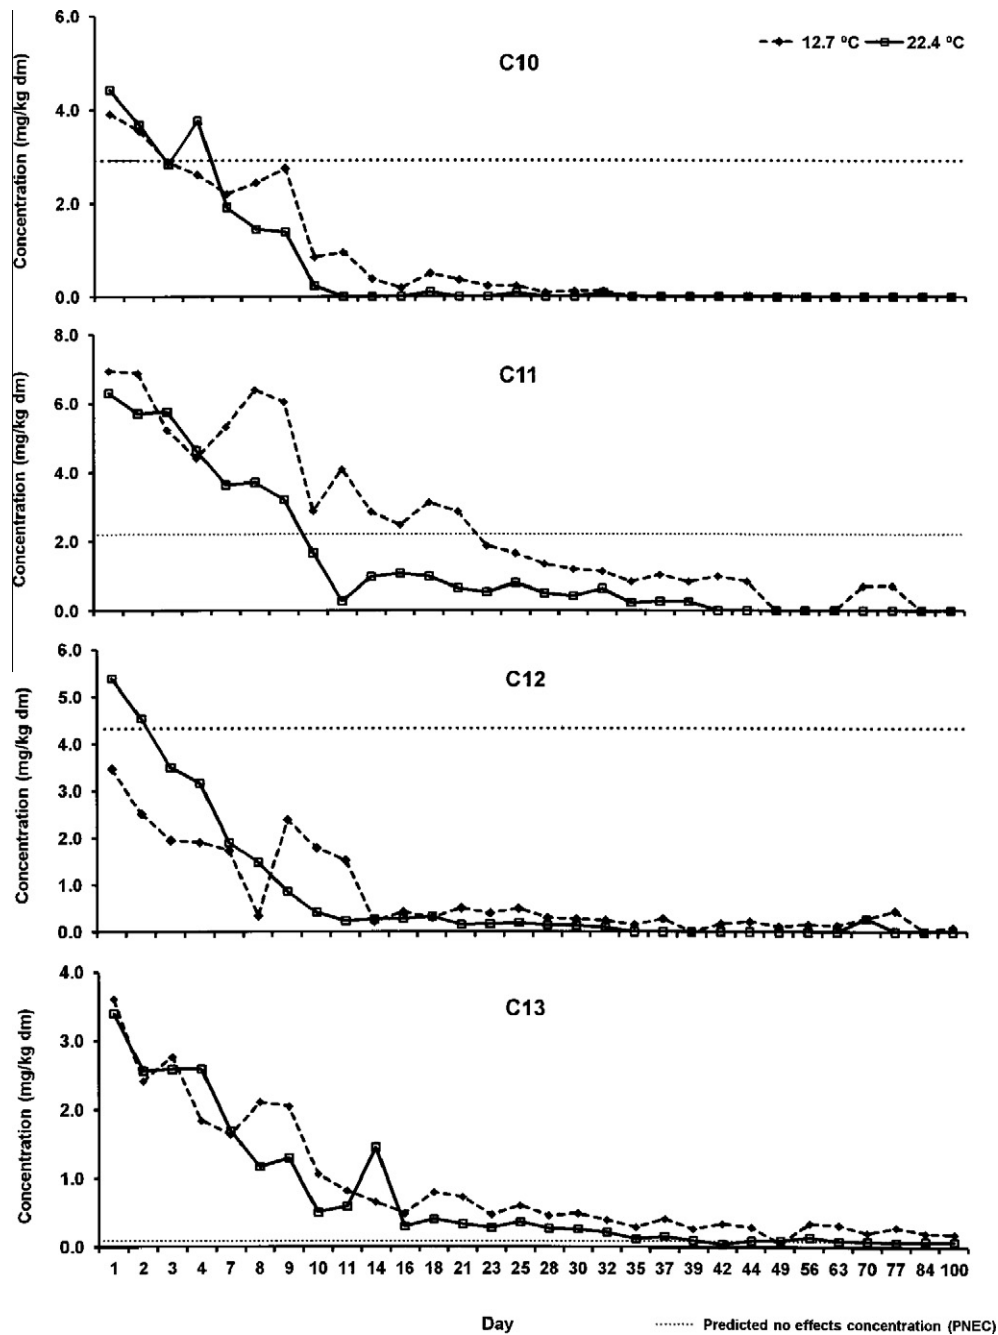 6.0
12.7 ºC 22.4 ºC
C10
4.0
2.0
0.0
Concentration (mg/kg dm)
8.0
C11
6.0
4.0
2.0
0.0
Concentration (mg/kg dm)
6.0
C12
5.0
4.0
3.0
2.0
1.0
0.0
Concentration (mg/kg dm)
4.0
C13
3.0
2.0
1.0
0.0
Concentration (mg/kg dm)
1 2 3 4 7 8 9 10 11 14 16 18 21 23 25 28 30 32 35 37 39 42 44 49 56 63 70 77 84 100
Day
Predicted no effects concentration (PNEC)